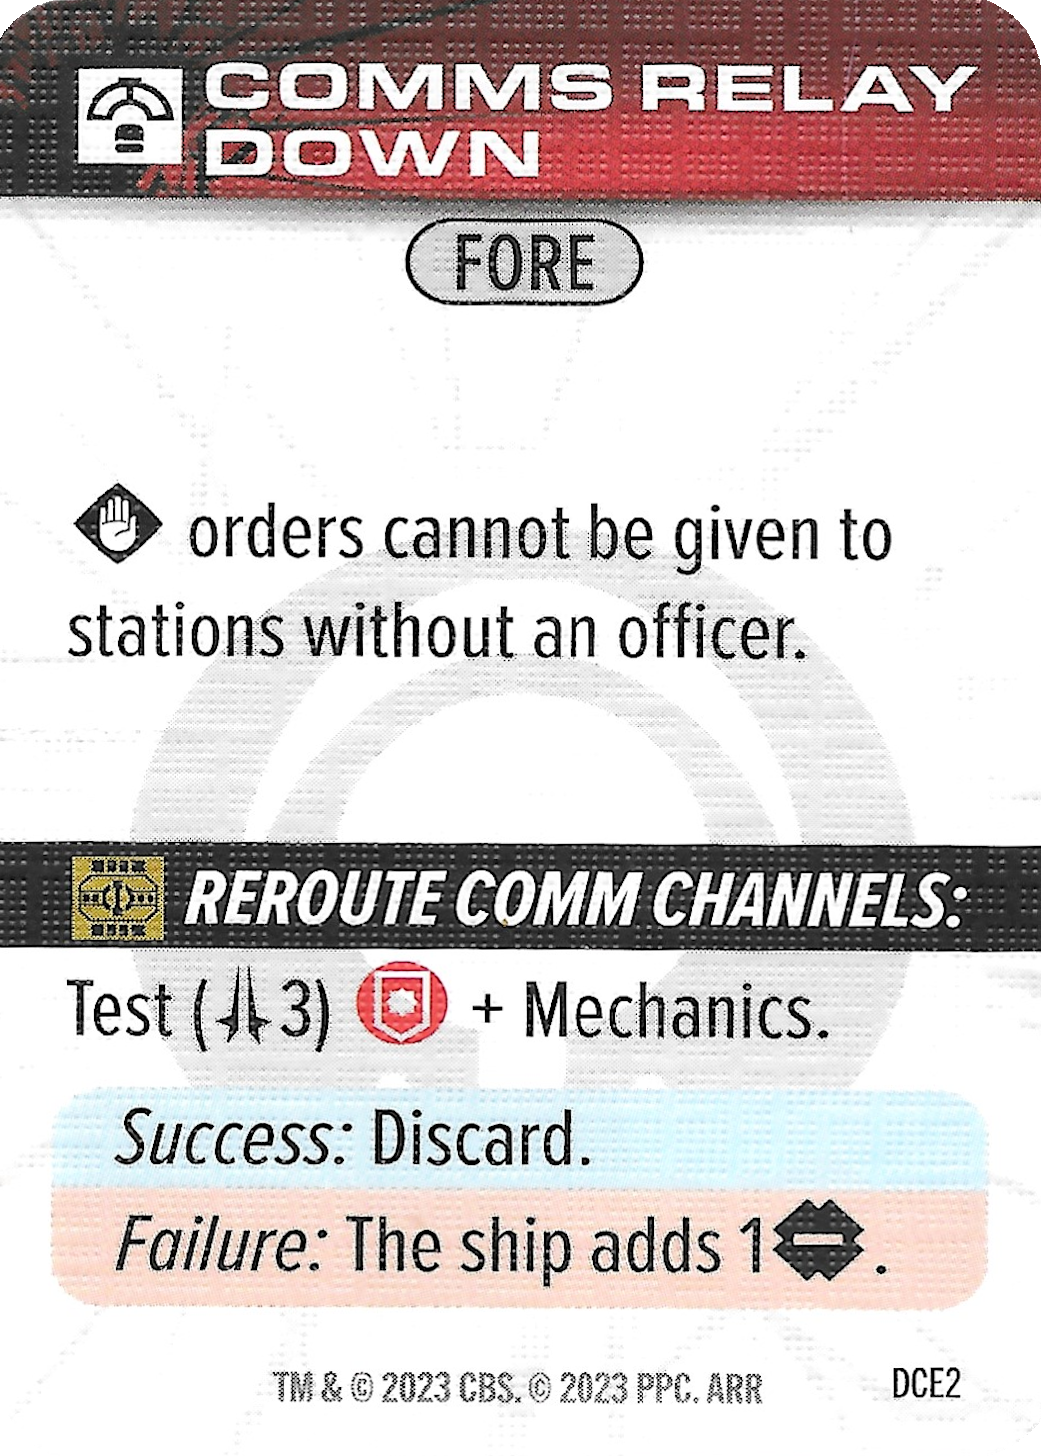 COMMS RELAY
DOWN
FORE
orders cannot be given to
stations without an officer.
REROUTE COMM CHANNELS:
Test ( 3) + Mechanics.
Success: Discard.
Failure: The ship adds 1 .
TM & © 2023 CBS. © 2023 PPC. ARR
DCE2